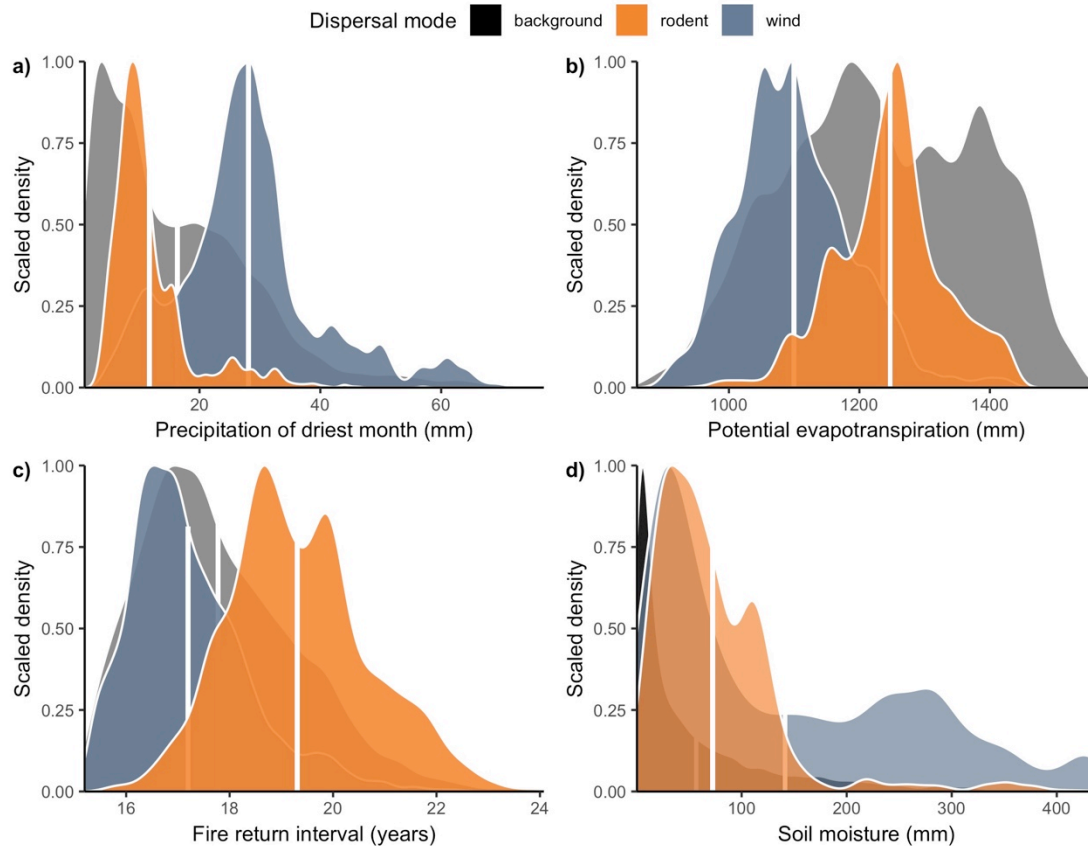 Dispersal mode background rodent wind
a)
1.00
0.75
0.50
0.25
0.00
Scaled density
20 40 60
Precipitation of driest month (mm)
b)
1.00
0.75
0.50
0.25
0.00
Scaled density
1000 1200 1400
Potential evapotranspiration (mm)
c)
1.00
0.75
0.50
0.25
0.00
Scaled density
16 18 20 22 24
Fire return interval (years)
d)
1.00
0.75
0.50
0.25
0.00
Scaled density
100 200 300 400
Soil moisture (mm)